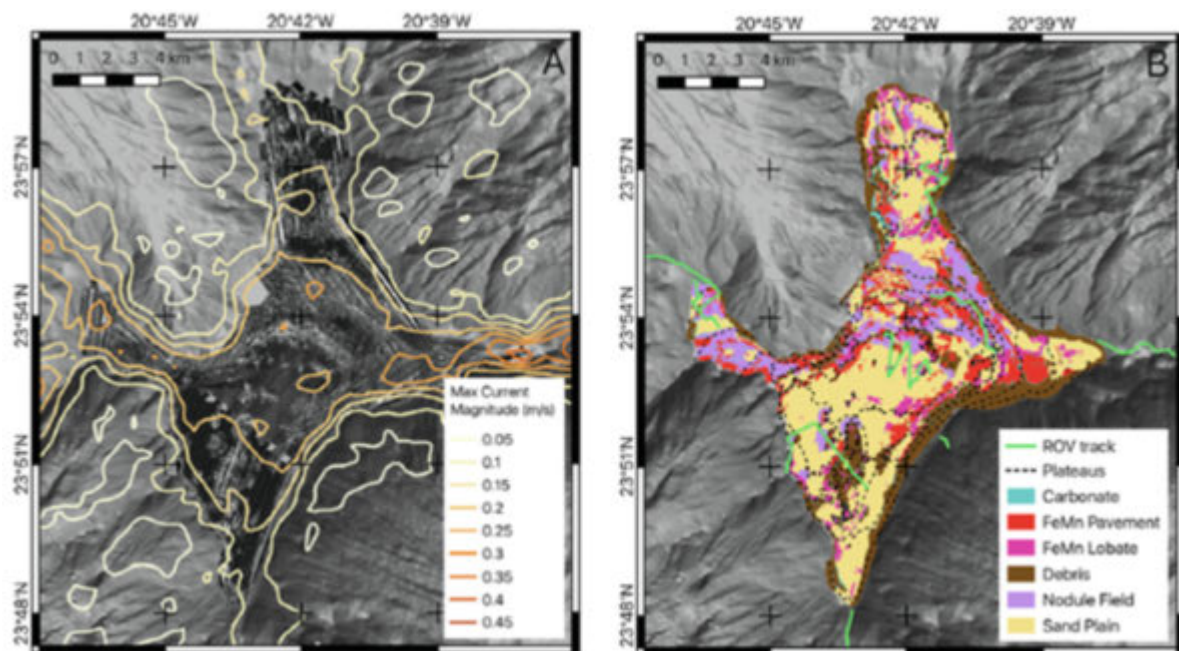 20°45'W 20°42'W 20°39'W
0 1 2 3 4 km
A
23°57'N
23°54'N
23°51'N
23°48'N
Max Current
Magnitude (m/s)
0.05
0.1
0.15
0.2
0.25
0.3
0.35
0.4
0.45
20°45'W 20°42'W 20°39'W
0 1 2 3 4 km
B
23°57'N
23°54'N
23°51'N
23°48'N
ROV track
Plateaus
Carbonate
FeMn Pavement
FeMn Lobate
Debris
Nodule Field
Sand Plain